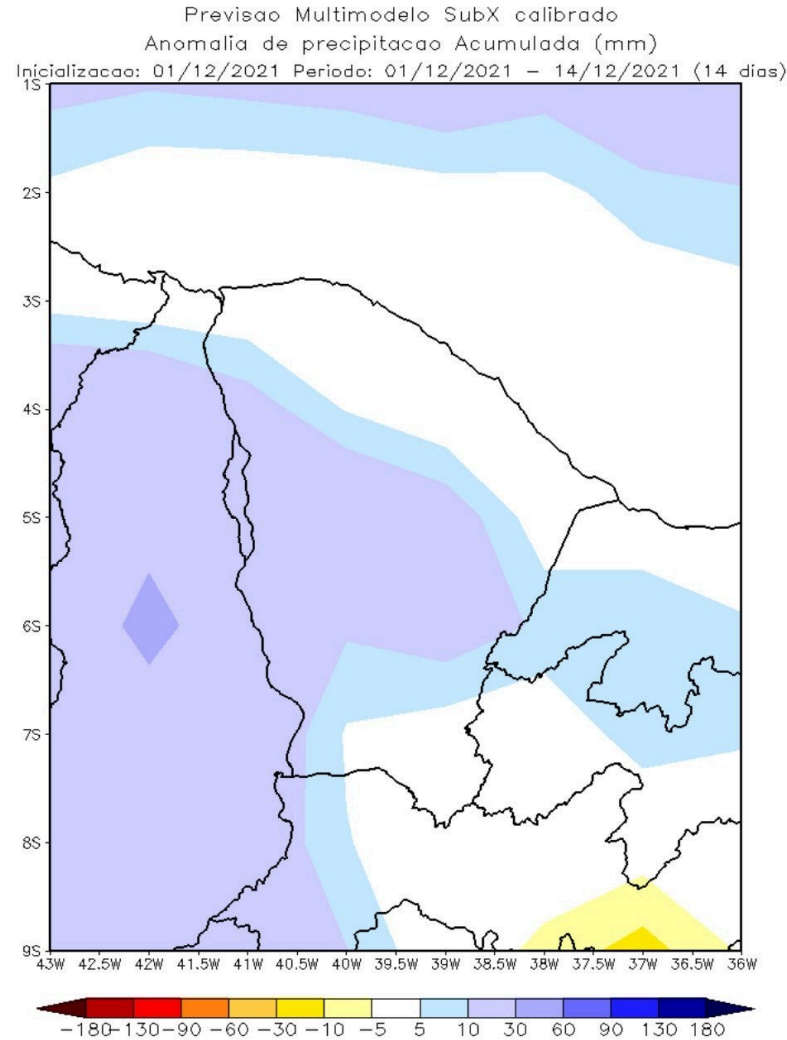 Previsao Multimodelo SubX calibrado
Anomalia de precipitacao Acumulada (mm)
Inicializacao: 01/12/2021 Periodo: 01/12/2021 – 14/12/2021 (14 dias)
1S
2S
3S
4S
5S
6S
7S
8S
9S
43W 42.5W 42W 41.5W 41W 40.5W 40W 39.5W 39W 38.5W 38W 37.5W 37W 36.5W 36W
−180 −130 −90 −60 −30 −10 −5 5 10 30 60 90 130 180